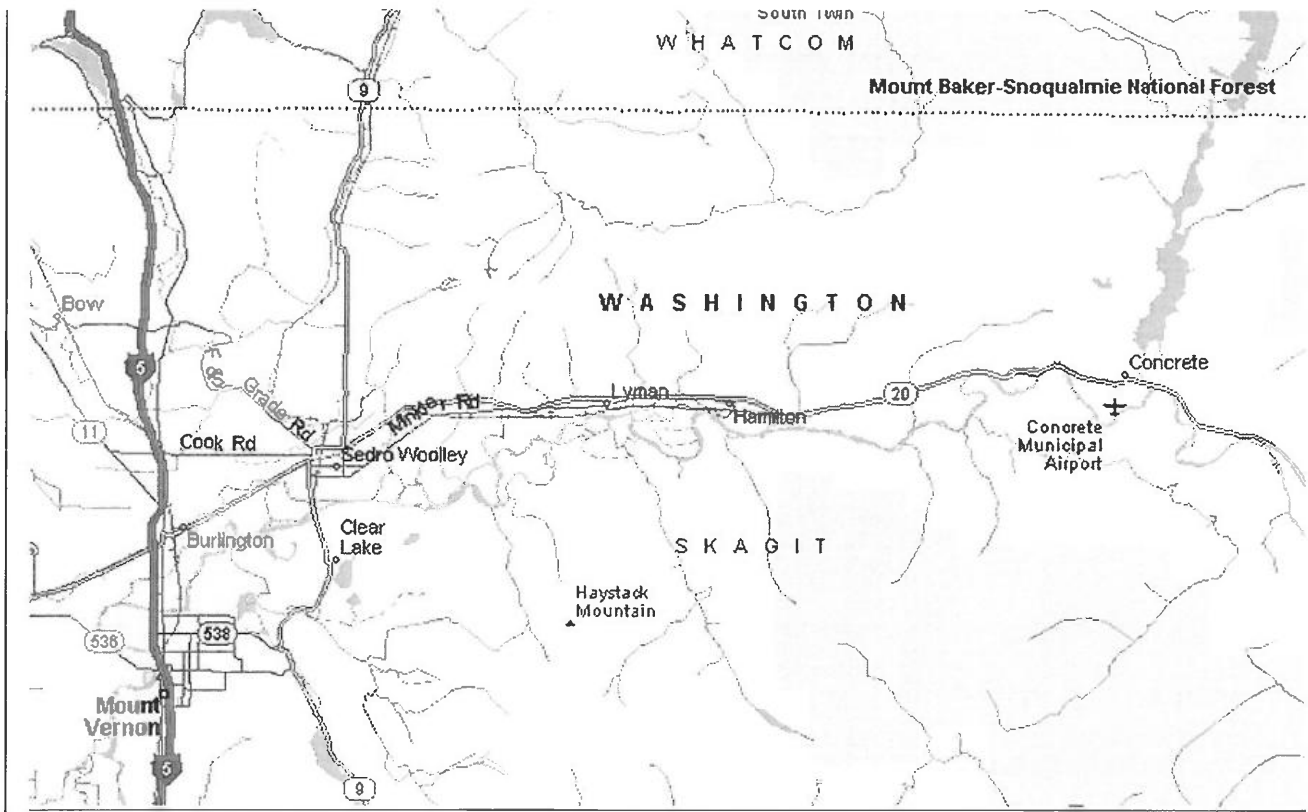 South Twin
WHATCOM
9
Mount Baker-Snoqualmie National Forest
Bow
WASHINGTON
5
Concrete
Grade Rd
Lyman
Minkler Rd
20
Hamilton
11
Cook Rd
Sedro Woolley
Concrete
Municipal
Airport
Burlington
Clear
Lake
SKAGIT
Haystack
Mountain
536
538
Mount
Vernon
5
9